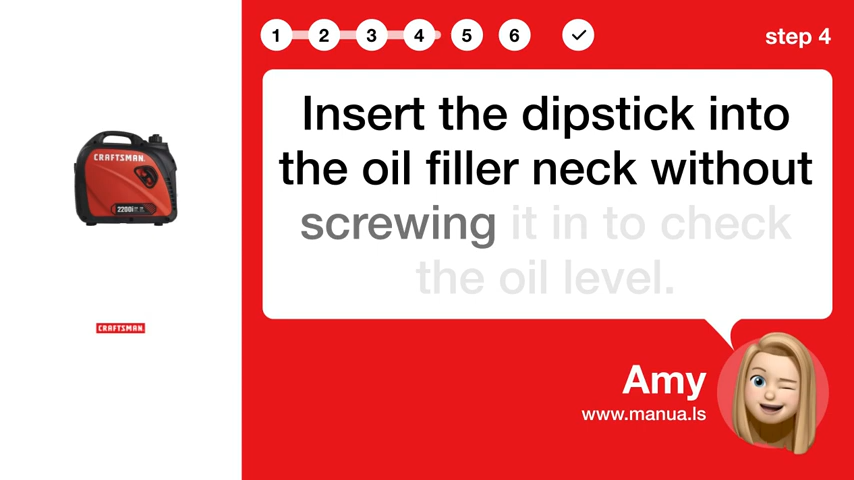 1 2 3 4 5 6
step 4
Insert the dipstick into
the oil filler neck without
screwing it in to check
the oil level.
CRAFTSMAN
2200i
CRAFTSMAN
Amy
www.manua.ls